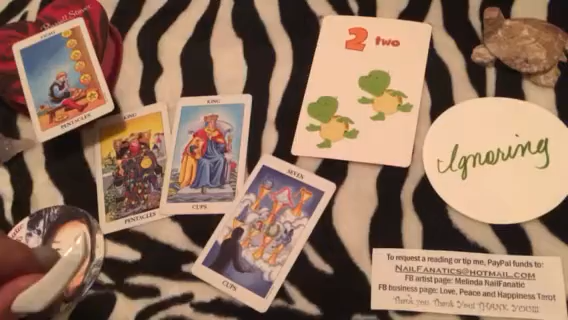 EIGHT
PENTACLES
KING
PENTACLES
KING
CUPS
SEVEN
CUPS
2 two
Ignoring
To request a reading or tip me, PayPal funds to:
NAILFANATICS@HOTMAIL.COM
FB artist page: Melinda NailFanatic
FB business page: Love, Peace and Happiness Tarot
Thank you, Thank You! THANK YOU!!!